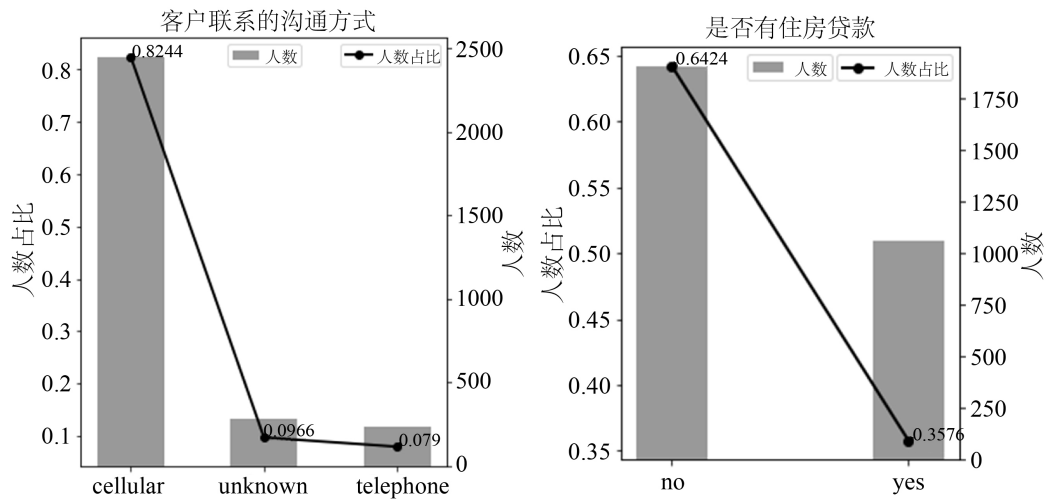 客户联系的沟通方式
人数
人数占比
0.8244
0.0966
0.079
人数占比
0.8
0.7
0.6
0.5
0.4
0.3
0.2
0.1
2500
2000
1500
1000
500
0
人数
cellular
unknown
telephone
是否有住房贷款
人数
人数占比
0.6424
0.3576
人数占比
0.65
0.60
0.55
0.50
0.45
0.40
0.35
1750
1500
1250
1000
750
500
250
0
人数
no
yes